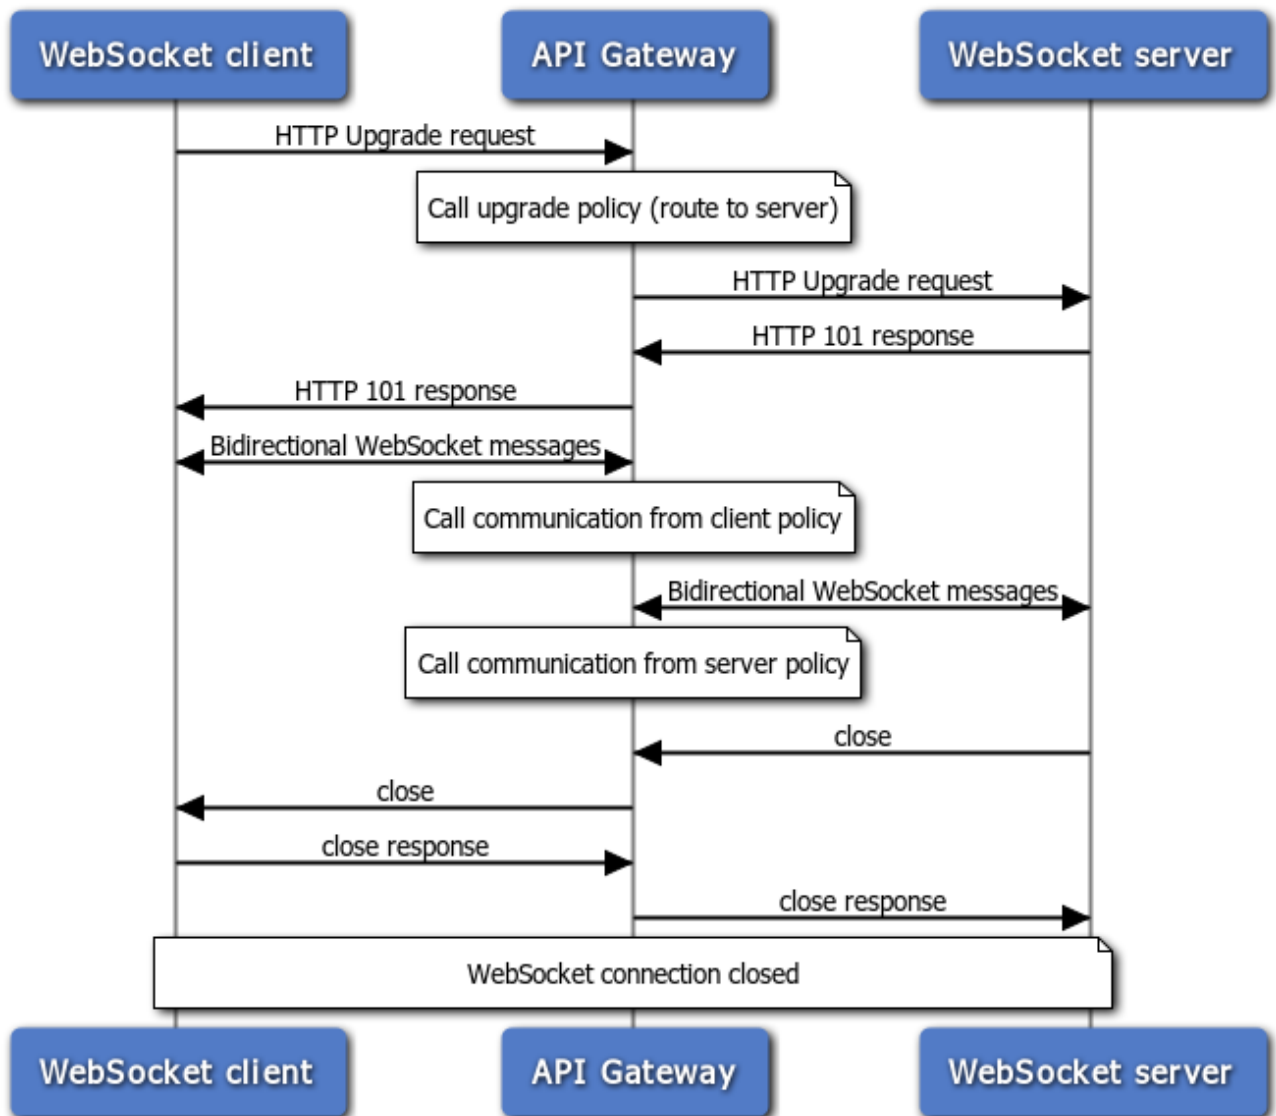 WebSocket client
API Gateway
WebSocket server
HTTP Upgrade request
Call upgrade policy (route to server)
HTTP Upgrade request
HTTP 101 response
HTTP 101 response
Bidirectional WebSocket messages
Call communication from client policy
Bidirectional WebSocket messages
Call communication from server policy
close
close
close response
close response
WebSocket connection closed
WebSocket client
API Gateway
WebSocket server